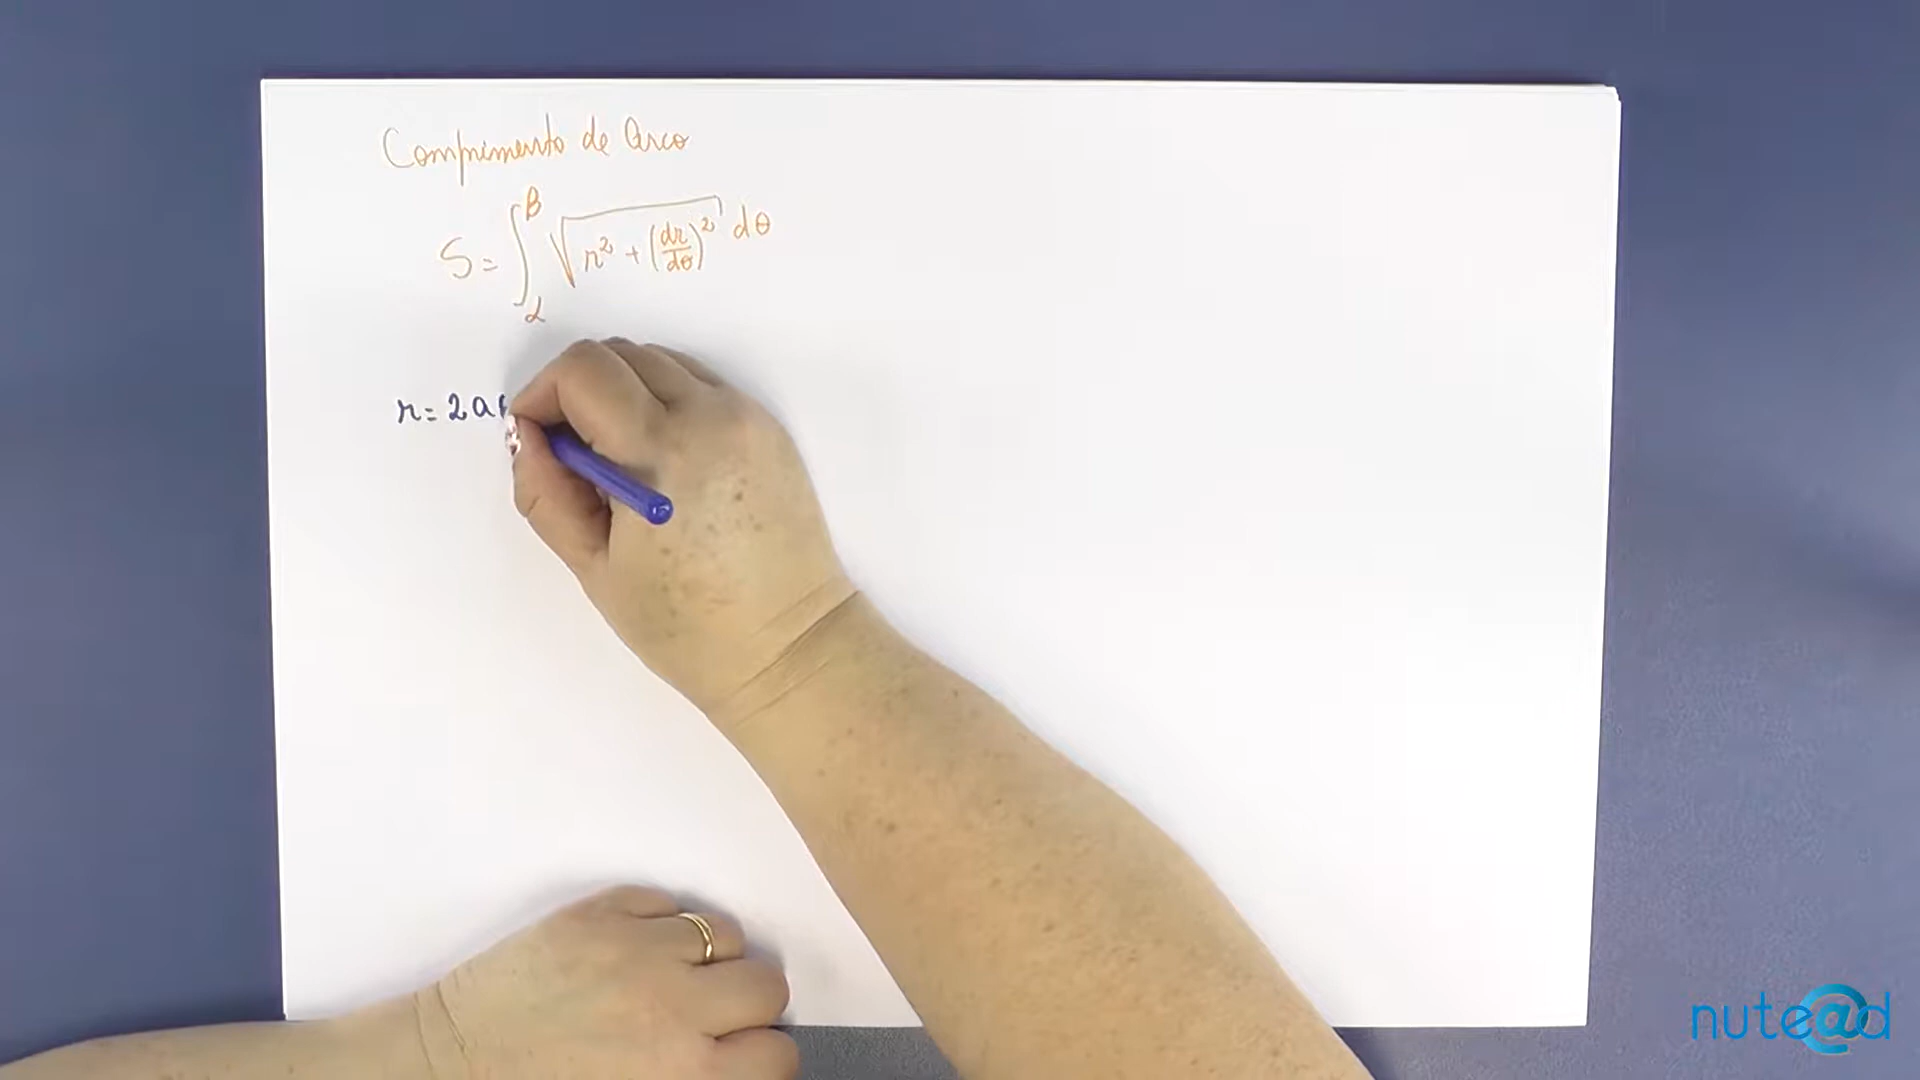 Comprimento de Arco
S = ∫_α^β √(r² + (dr/dθ)²) dθ
r = 2a(
nute@d